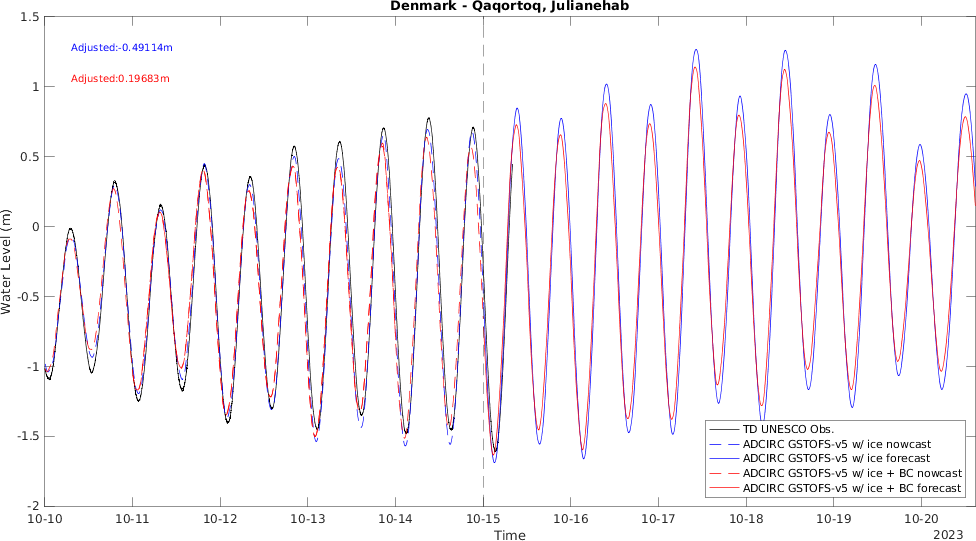 Denmark - Qaqortoq, Julianehab
1.5
Adjusted:-0.49114m
Adjusted:0.19683m
1
0.5
0
-0.5
-1
-1.5
-2
Water Level (m)
TD UNESCO Obs.
ADCIRC GSTOFS-v5 w/ ice nowcast
ADCIRC GSTOFS-v5 w/ ice forecast
ADCIRC GSTOFS-v5 w/ ice + BC nowcast
ADCIRC GSTOFS-v5 w/ ice + BC forecast
10-10 10-11 10-12 10-13 10-14 10-15 10-16 10-17 10-18 10-19 10-20
Time
2023